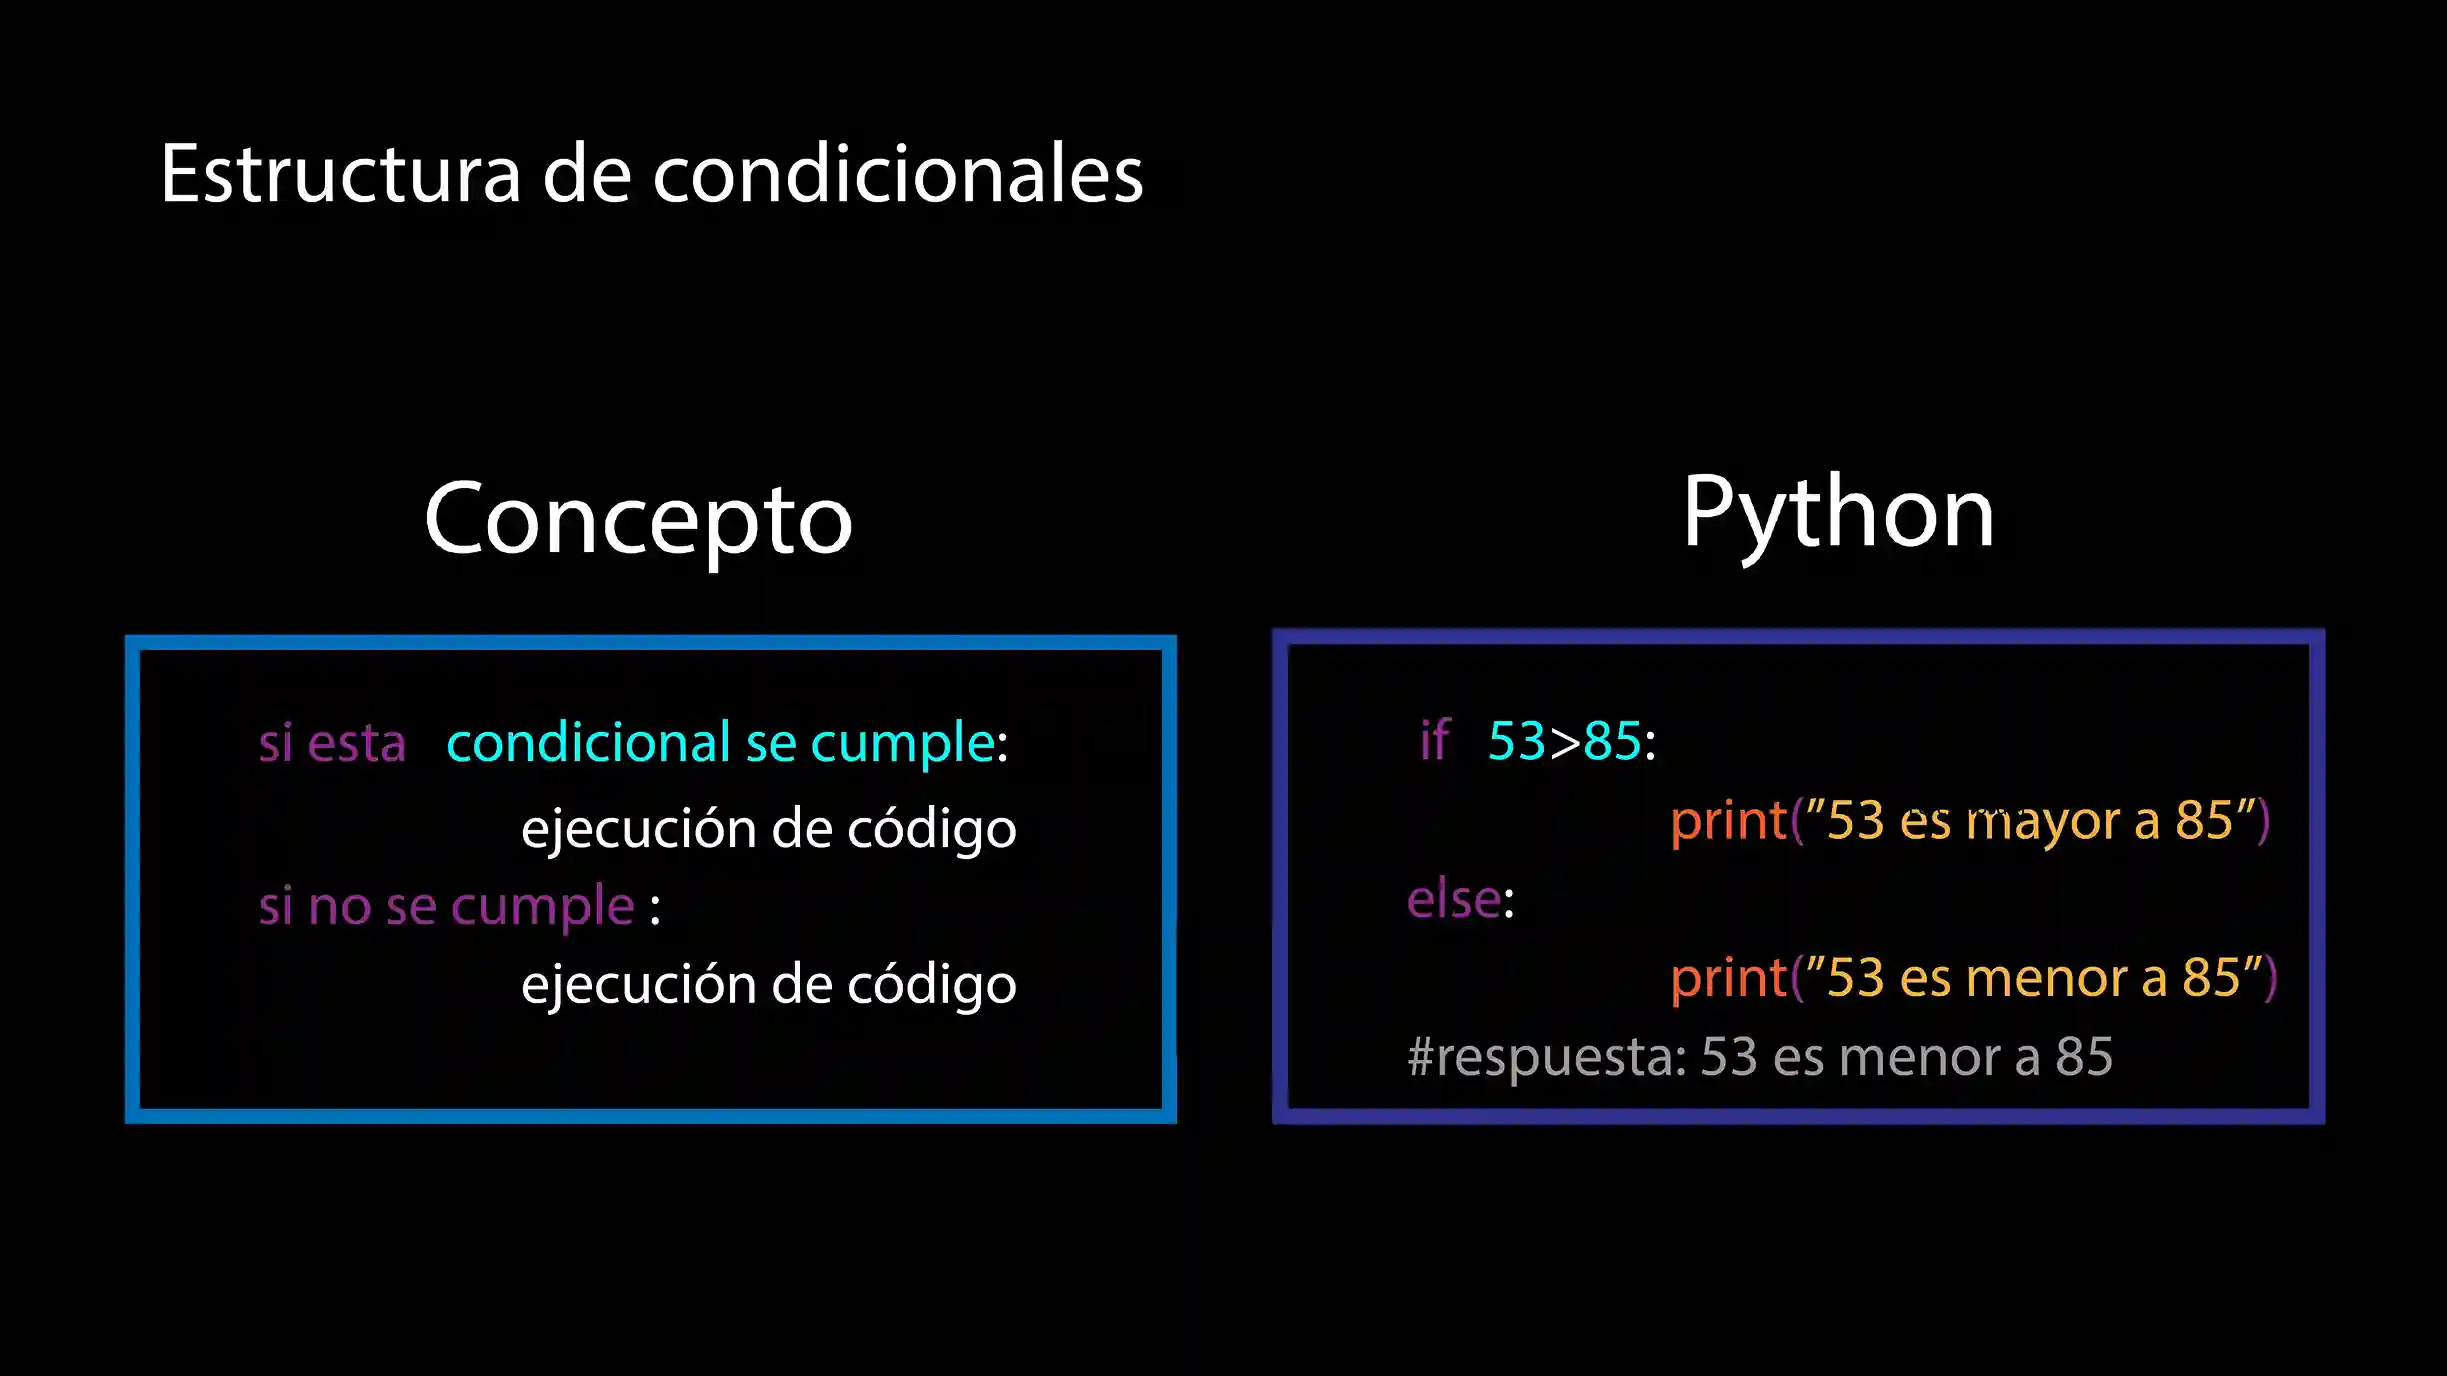 Estructura de condicionales
Concepto
si esta condicional se cumple:
ejecución de código
si no se cumple :
ejecución de código
Python
if 53>85:
print("53 es mayor a 85")
else:
print("53 es menor a 85")
#respuesta: 53 es menor a 85